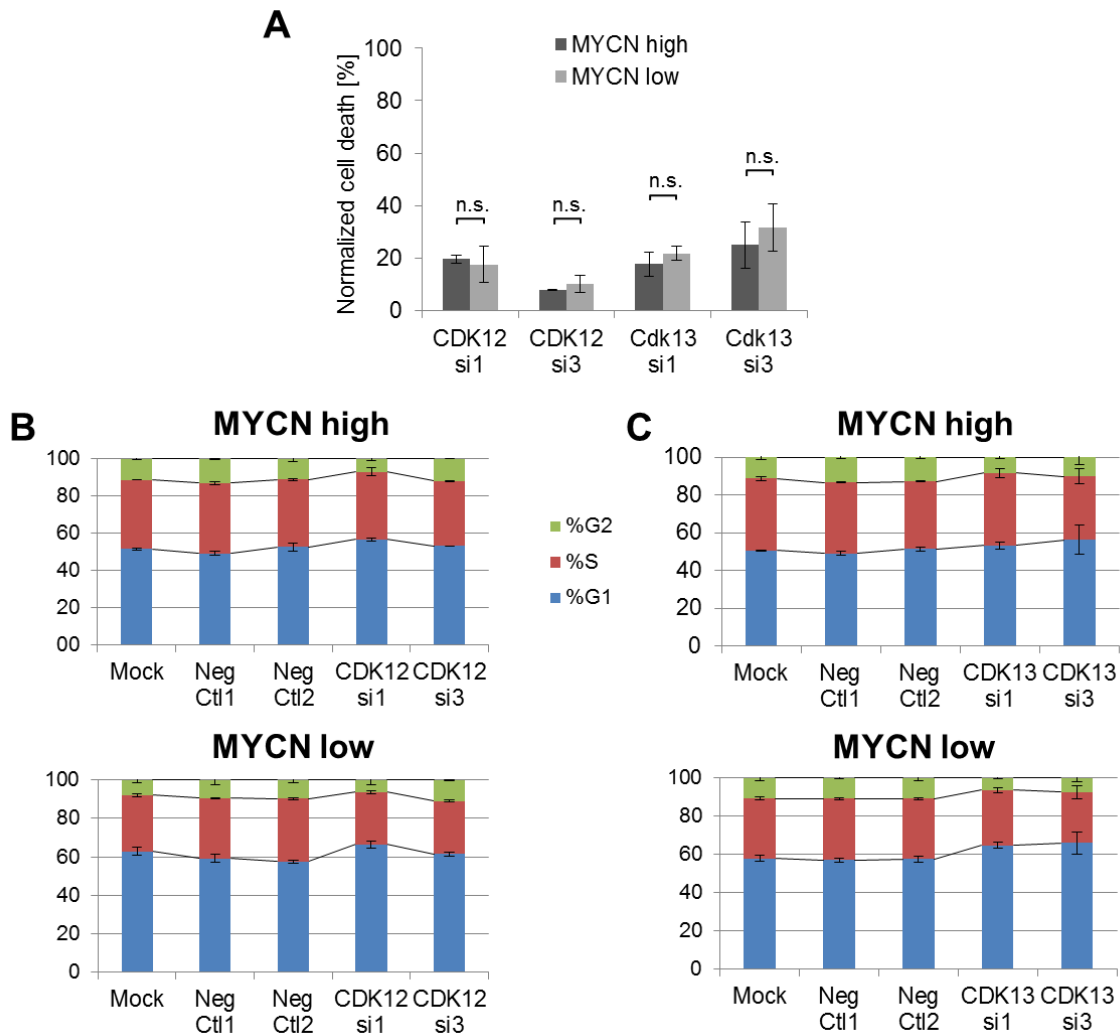 A
Normalized cell death [%]
100
80
60
40
20
0
MYCN high
MYCN low
n.s.
n.s.
n.s.
n.s.
CDK12 CDK12 Cdk13 Cdk13
si1 si3 si1 si3
B
MYCN high
100
80
60
40
20
00
Mock Neg Neg CDK12 CDK12
Ctl1 Ctl2 si1 si3
%G2
%S
%G1
C
MYCN high
100
80
60
40
20
0
Mock Neg Neg CDK13 CDK13
Ctl1 Ctl2 si1 si3
MYCN low
100
80
60
40
20
0
Mock Neg Neg CDK12 CDK12
Ctl1 Ctl2 si1 si3
MYCN low
100
80
60
40
20
0
Mock Neg Neg CDK13 CDK13
Ctl1 Ctl2 si1 si3